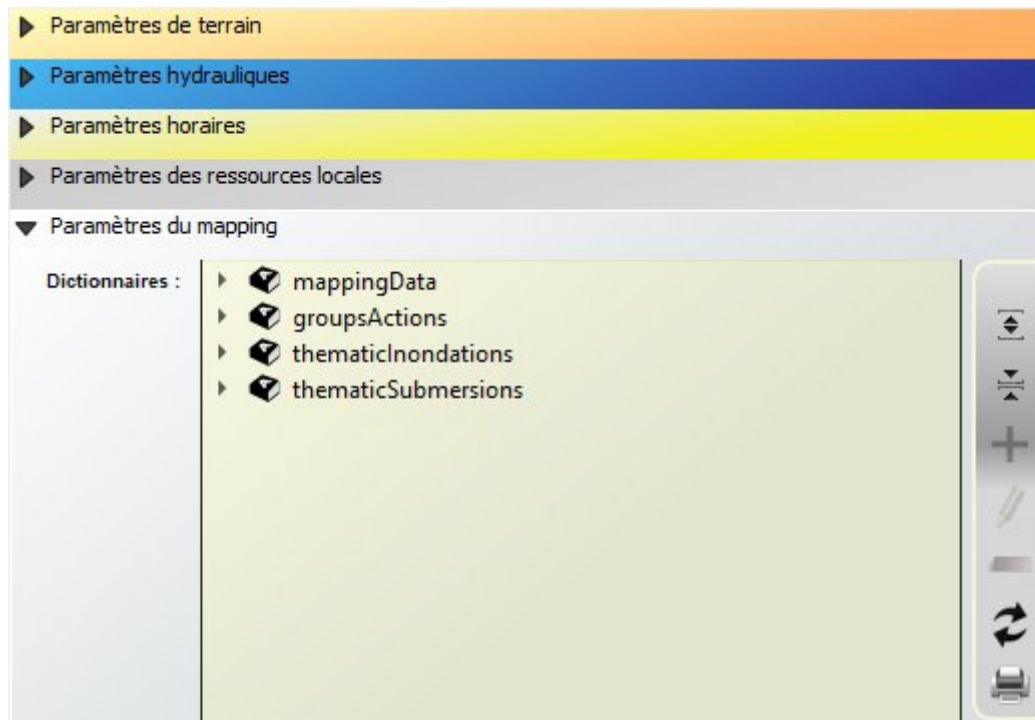 Paramètres de terrain
Paramètres hydrauliques
Paramètres horaires
Paramètres des ressources locales
Paramètres du mapping
Dictionnaires :
mappingData
groupsActions
thematicInondations
thematicSubmersions